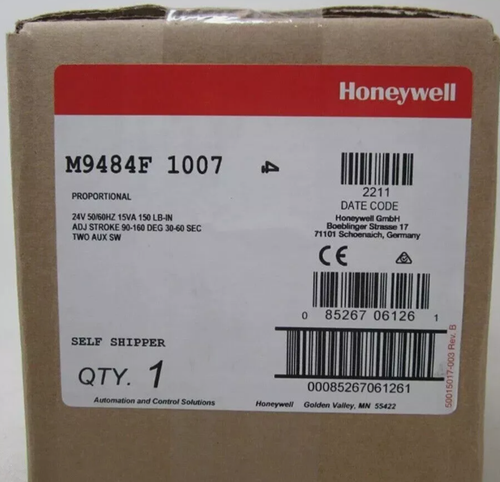 Honeywell
M9484F 1007 4
PROPORTIONAL
24V 50/60HZ 15VA 150 LB-IN
ADJ STROKE 90-160 DEG 30-60 SEC
TWO AUX SW
2211
DATE CODE
Honeywell GmbH
Boeblinger Strasse 17
71101 Schoenaich, Germany
CE
0 85267 06126 1
SELF SHIPPER
QTY. 1
00085267061261
50015017-003 Rev. B
Automation and Control Solutions
Honeywell Golden Valley, MN 55422